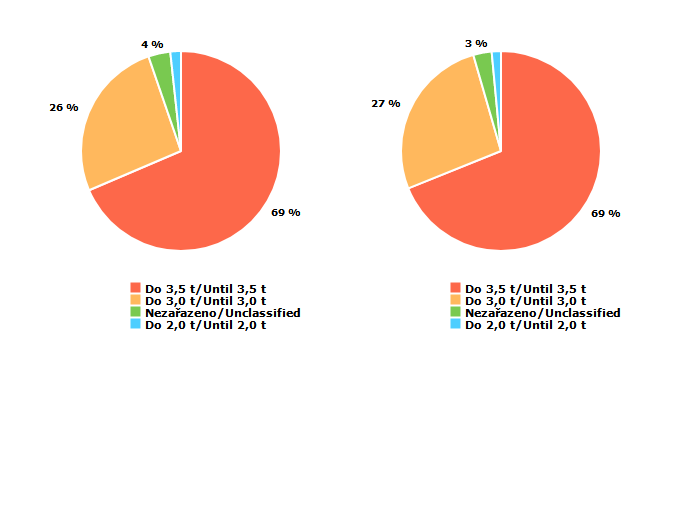 4 %
26 %
69 %
Do 3,5 t/Until 3,5 t
Do 3,0 t/Until 3,0 t
Nezařazeno/Unclassified
Do 2,0 t/Until 2,0 t
3 %
27 %
69 %
Do 3,5 t/Until 3,5 t
Do 3,0 t/Until 3,0 t
Nezařazeno/Unclassified
Do 2,0 t/Until 2,0 t